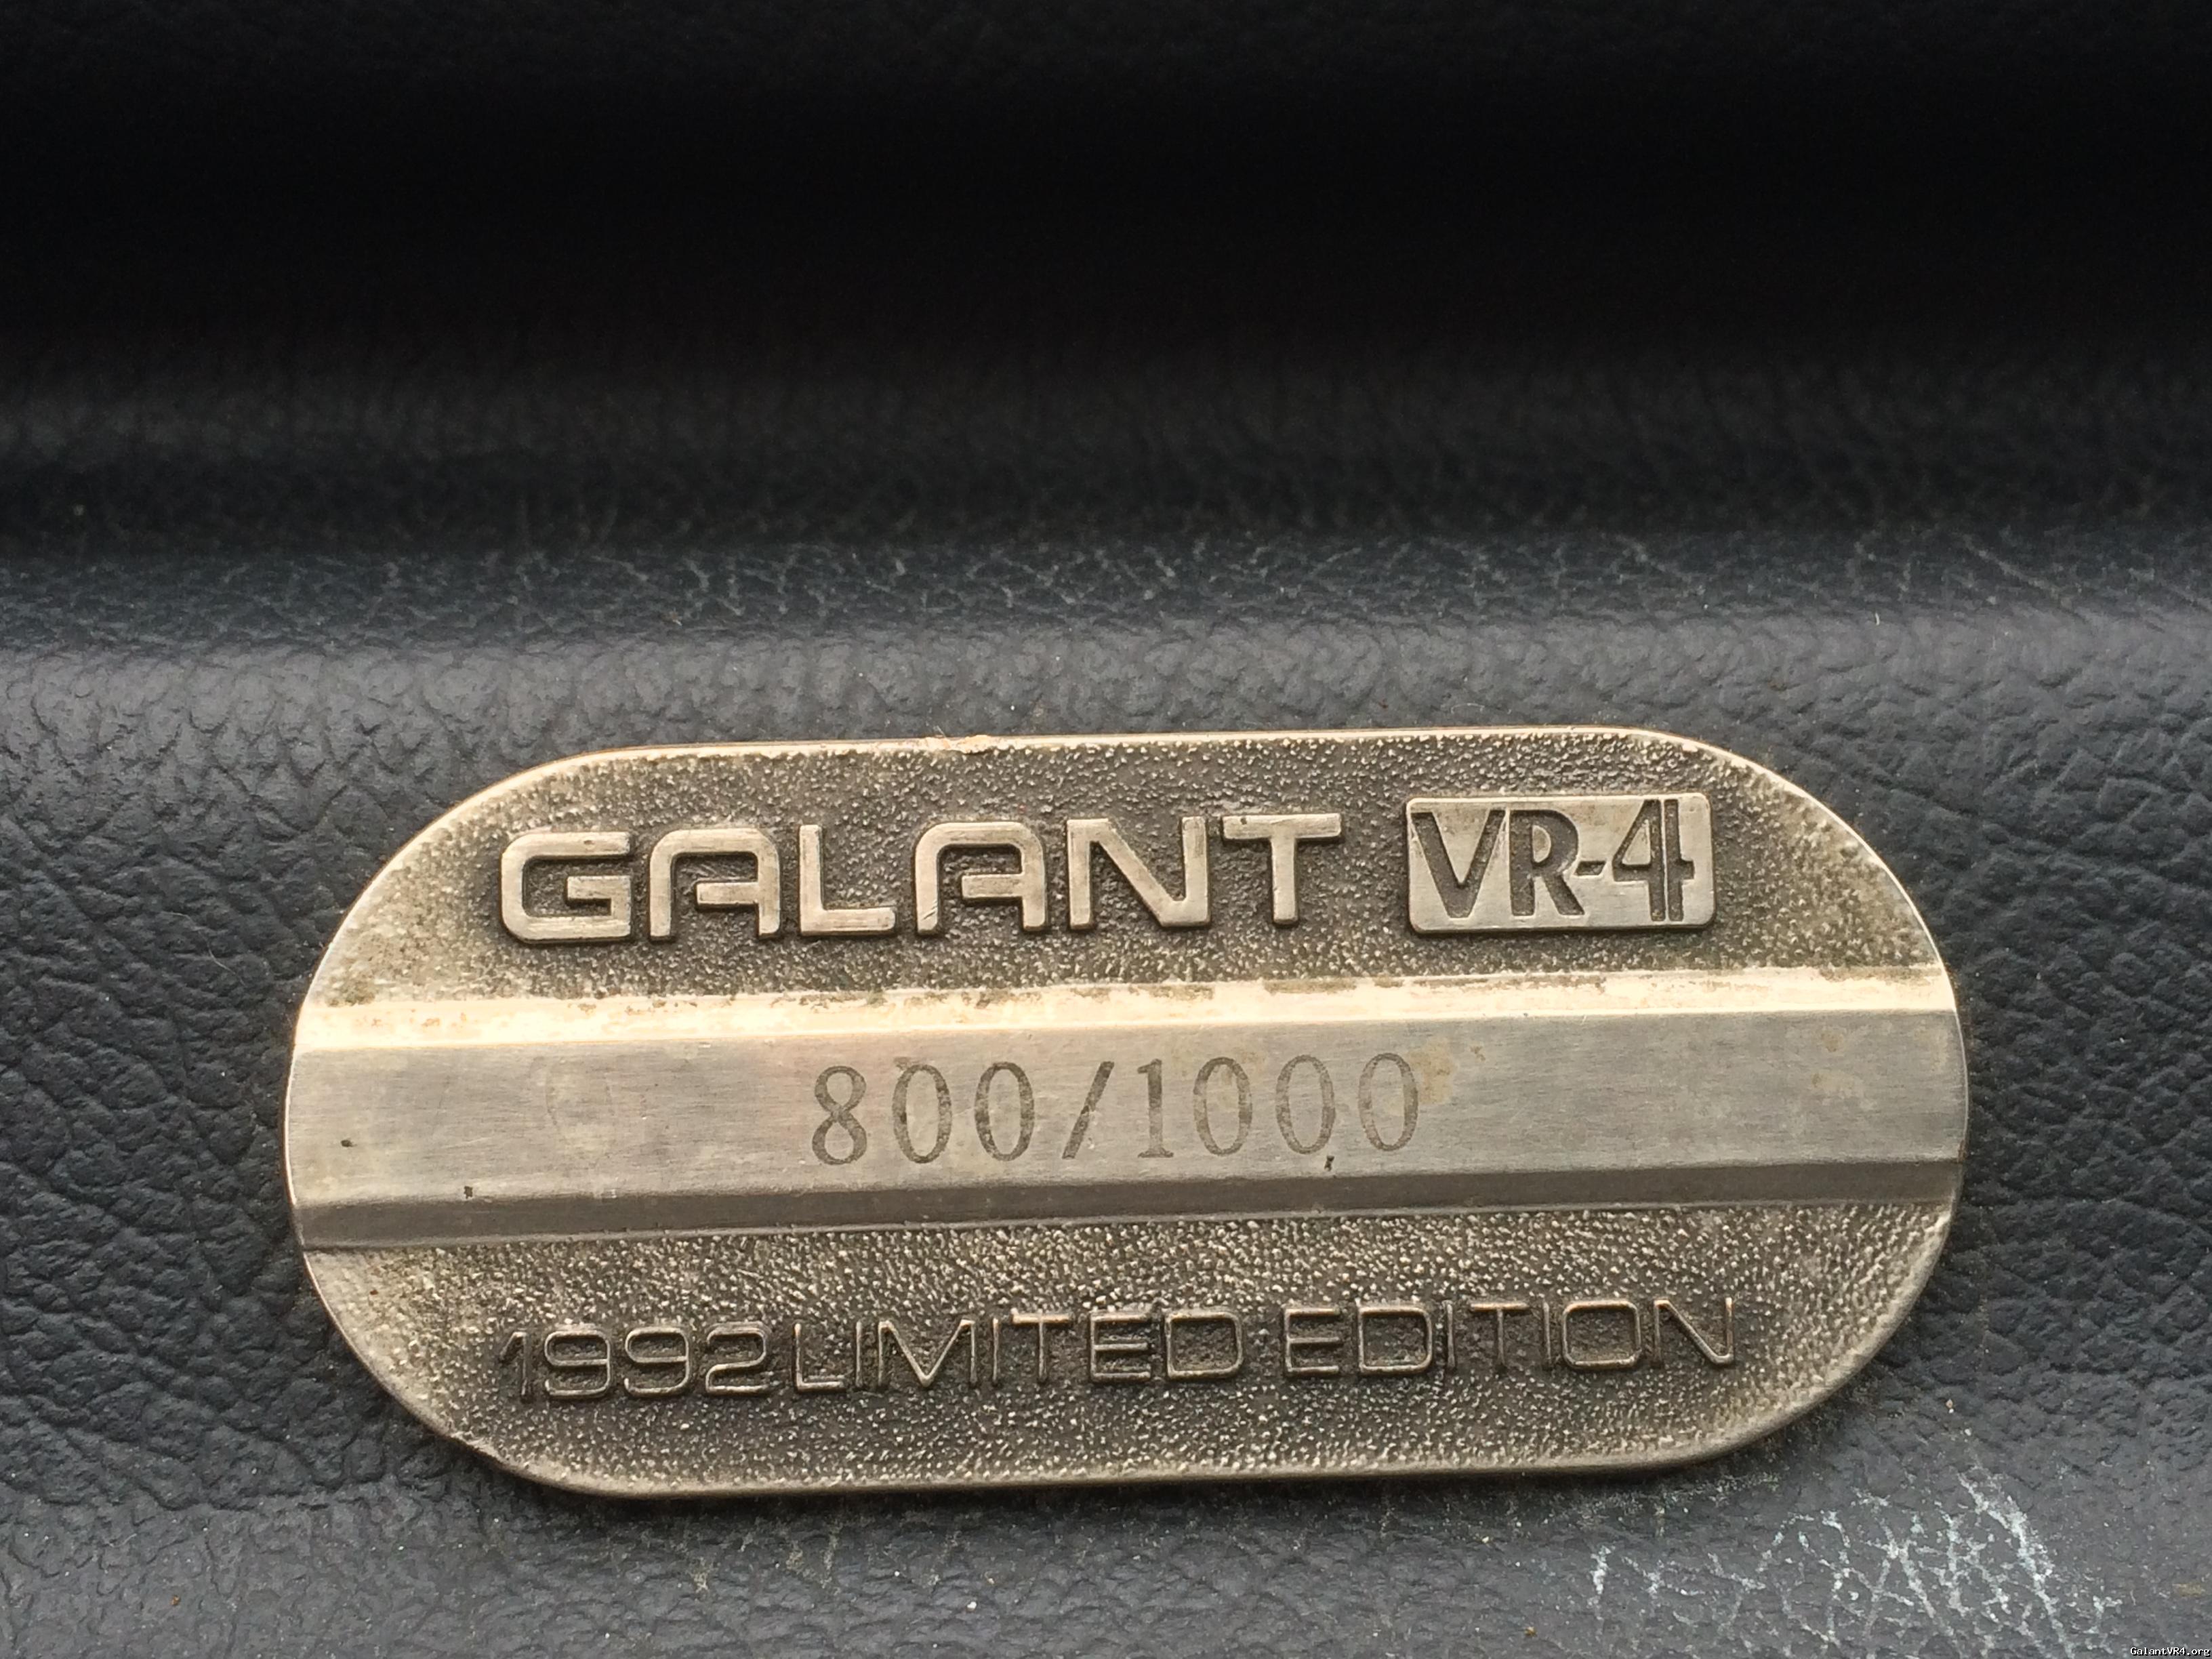 GALANT VR-4
800/1000
1992 LIMITED EDITION
GalantVR4.org